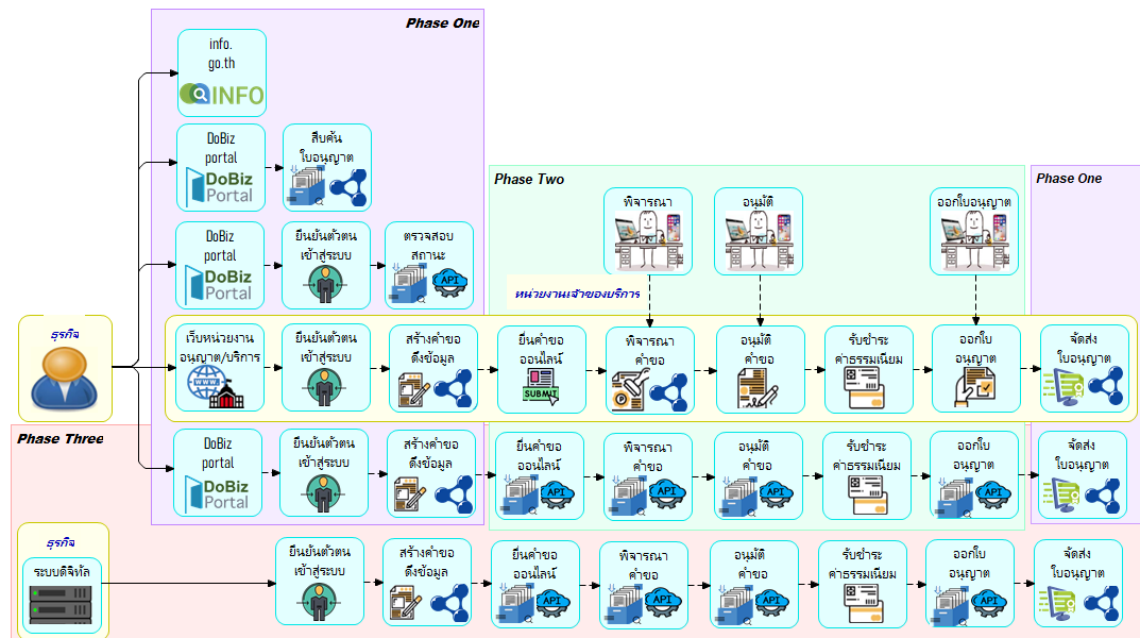 Phase One
info.
go.th
INFO
DoBiz
portal
DoBiz
Portal
สืบค้น
ใบอนุญาต
Phase Two
Phase One
พิจารณา
อนุมัติ
ออกใบอนุญาต
DoBiz
portal
DoBiz
Portal
ยืนยันตัวตน
เข้าสู่ระบบ
ตรวจสอบ
สถานะ
API
หน่วยงานเจ้าของบริการ
ธุรกิจ
เว็บหน่วยงาน
อนุญาต/บริการ
WWW
ยืนยันตัวตน
เข้าสู่ระบบ
สร้างคำขอ
ดึงข้อมูล
ยื่นคำขอ
ออนไลน์
SUBMIT
พิจารณา
คำขอ
อนุมัติ
คำขอ
รับชำระ
ค่าธรรมเนียม
ออกใบ
อนุญาต
จัดส่ง
ใบอนุญาต
Phase Three
DoBiz
portal
DoBiz
Portal
ยืนยันตัวตน
เข้าสู่ระบบ
สร้างคำขอ
ดึงข้อมูล
ยื่นคำขอ
ออนไลน์
API
พิจารณา
คำขอ
API
อนุมัติ
คำขอ
API
รับชำระ
ค่าธรรมเนียม
ออกใบ
อนุญาต
API
จัดส่ง
ใบอนุญาต
ธุรกิจ
ระบบดิจิทัล
ยืนยันตัวตน
เข้าสู่ระบบ
สร้างคำขอ
ดึงข้อมูล
ยื่นคำขอ
ออนไลน์
API
พิจารณา
คำขอ
API
อนุมัติ
คำขอ
API
รับชำระ
ค่าธรรมเนียม
ออกใบ
อนุญาต
API
จัดส่ง
ใบอนุญาต